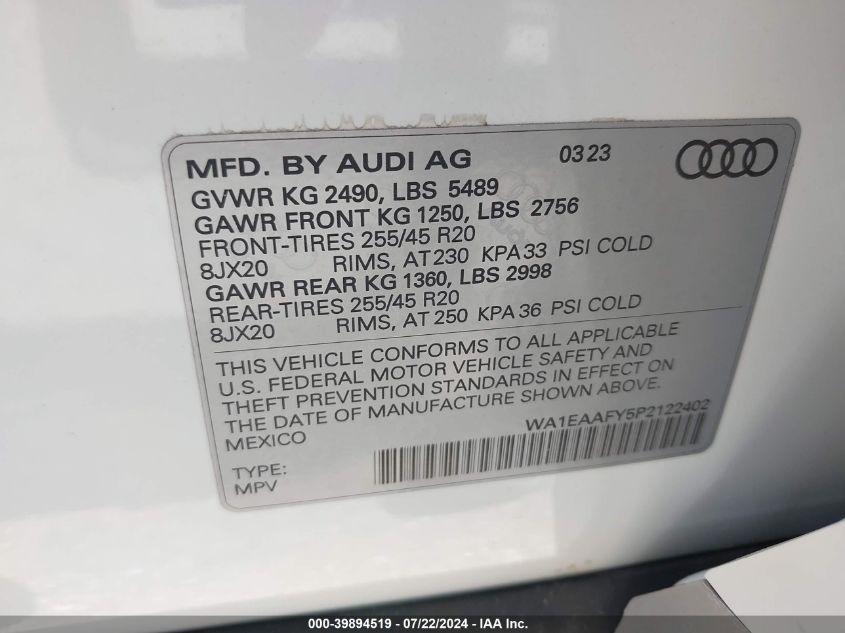 MFD. BY AUDI AG 0323
GVWR KG 2490, LBS 5489
GAWR FRONT KG 1250, LBS 2756
FRONT-TIRES 255/45 R20
8JX20 RIMS, AT 230 KPA 33 PSI COLD
GAWR REAR KG 1360, LBS 2998
REAR-TIRES 255/45 R20
8JX20 RIMS, AT 250 KPA 36 PSI COLD
THIS VEHICLE CONFORMS TO ALL APPLICABLE
U.S. FEDERAL MOTOR VEHICLE SAFETY AND
THEFT PREVENTION STANDARDS IN EFFECT ON
THE DATE OF MANUFACTURE SHOWN ABOVE.
MEXICO WA1EAAFY5P2122402
TYPE:
MPV
000-39894519 / 07/22/2024 - IAA Inc.